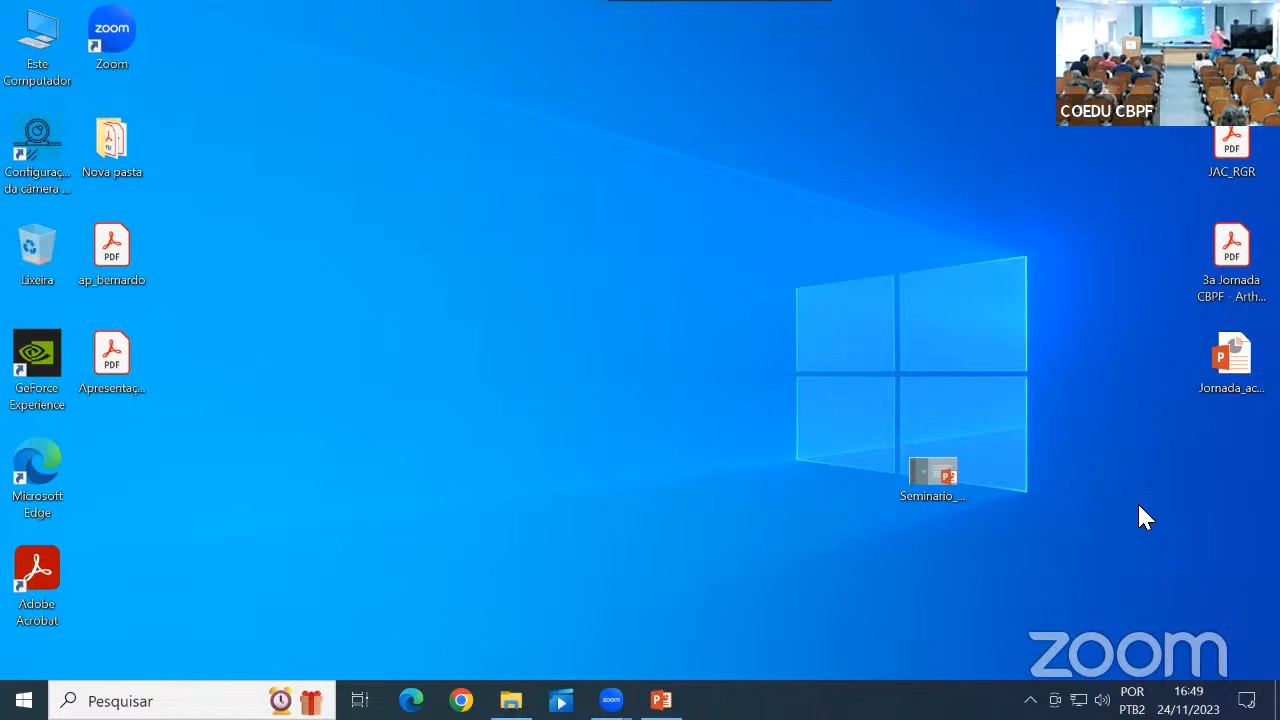 Este
Computador
zoom
Zoom
Configuraç...
da câmera ...
Nova pasta
Lixeira
PDF
ap_bernardo
GeForce
Experience
PDF
Apresentaç...
Microsoft
Edge
Adobe
Acrobat
COEDU CBPF
PDF
JAC_RGR
PDF
3a Jornada
CBPF - Arth...
P
Jornada_ac...
P
Seminario_...
zoom
Pesquisar
zoom
P
POR
PTB2
16:49
24/11/2023